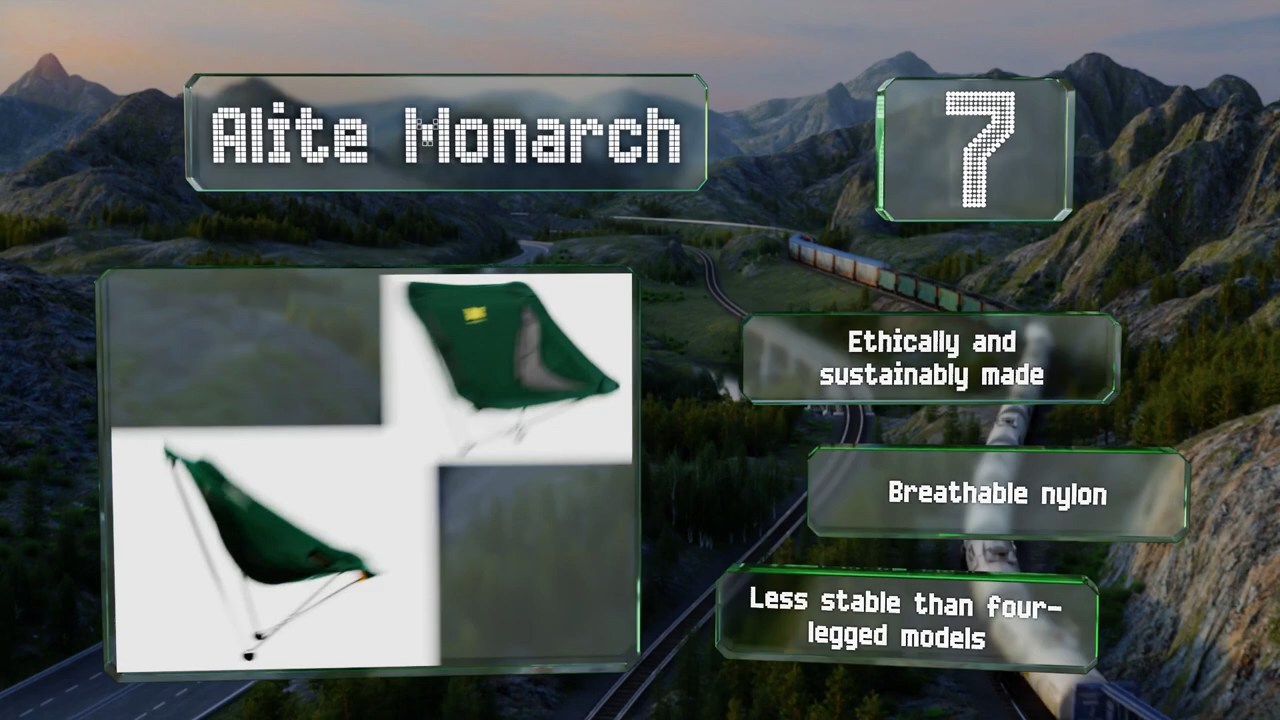 Alite Monarch
7
Ethically and
sustainably made
Breathable nylon
Less stable than four-
legged models